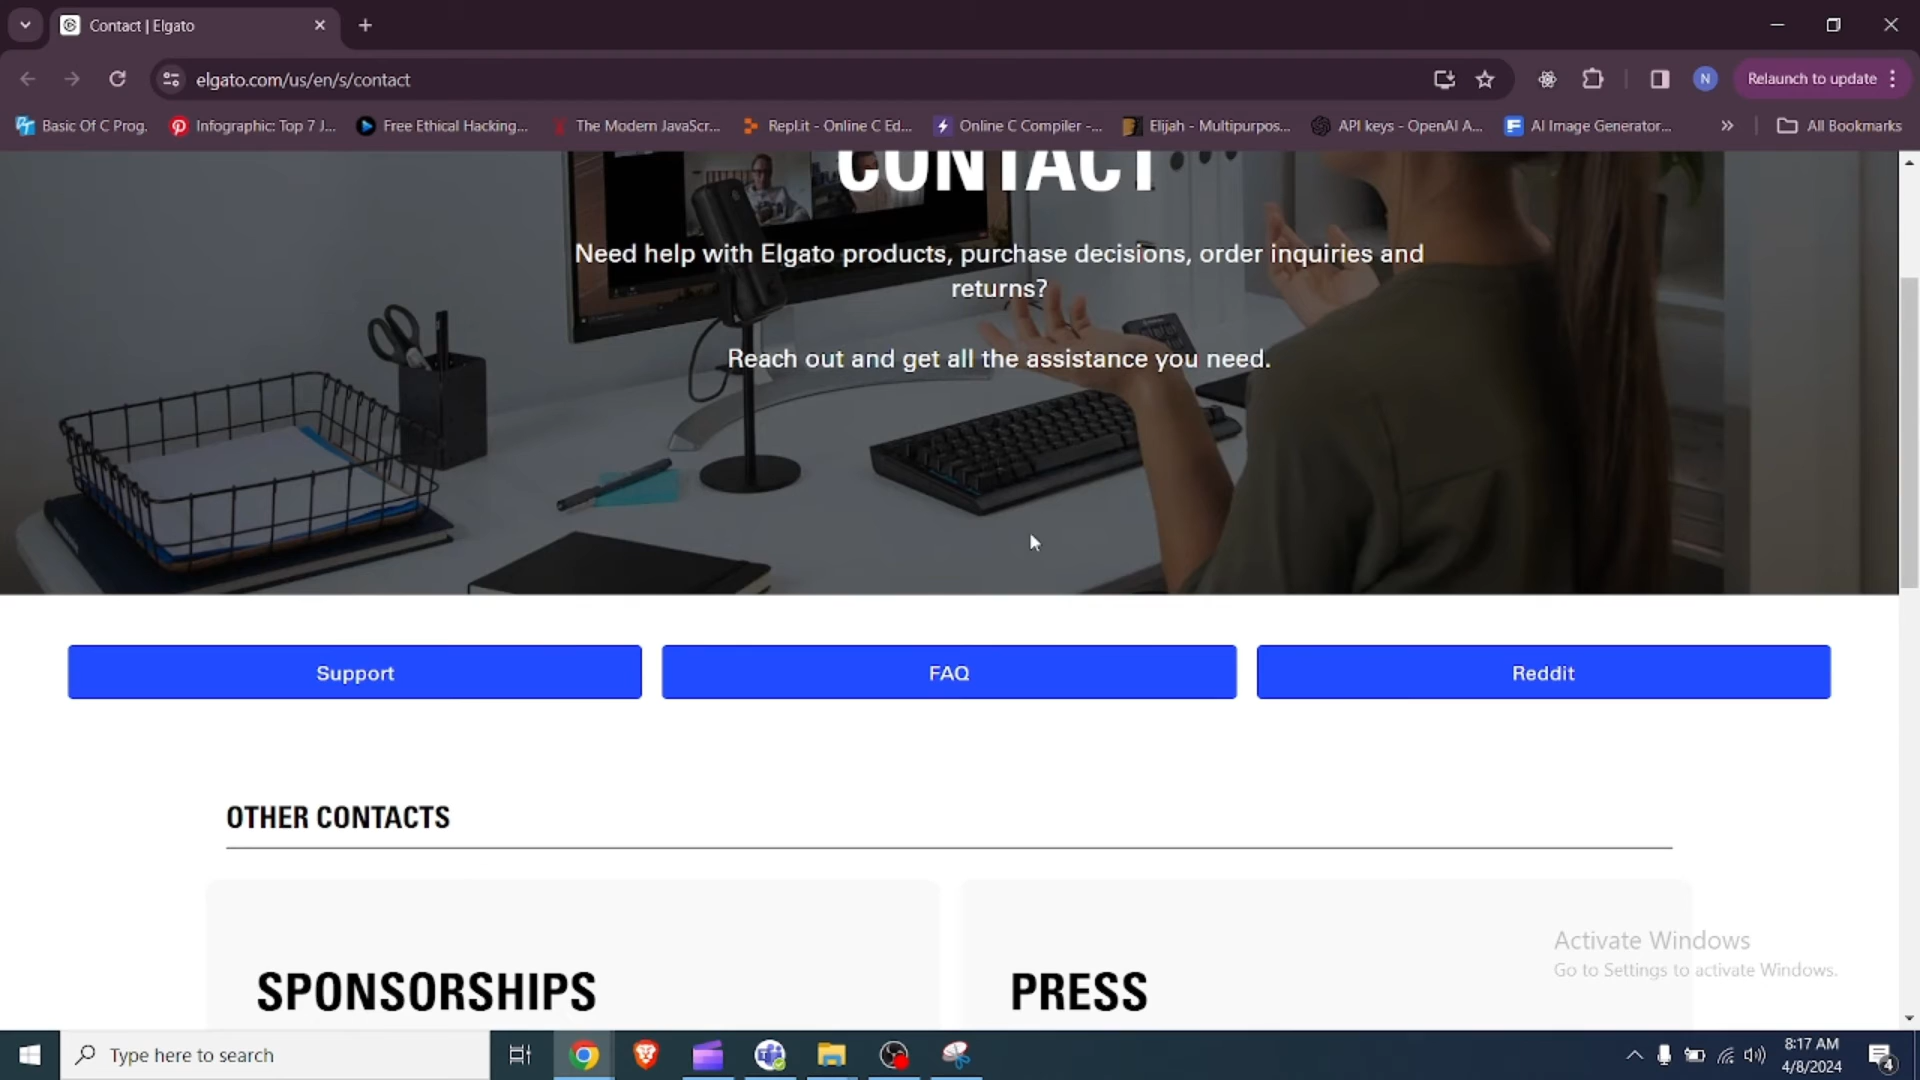 Contact | Elgato
elgato.com/us/en/s/contact
Relaunch to update
N
Basic Of C Prog.
Infographic: Top 7 J...
Free Ethical Hacking...
The Modern JavaScr...
Repl.it - Online C Ed...
Online C Compiler -...
Elijah - Multipurpos...
API keys - OpenAI A...
AI Image Generator...
All Bookmarks
CONTACT
Need help with Elgato products, purchase decisions, order inquiries and
returns?
Reach out and get all the assistance you need.
Support
FAQ
Reddit
OTHER CONTACTS
SPONSORSHIPS
PRESS
Activate Windows
Go to Settings to activate Windows.
Type here to search
8:17 AM
4/8/2024
4